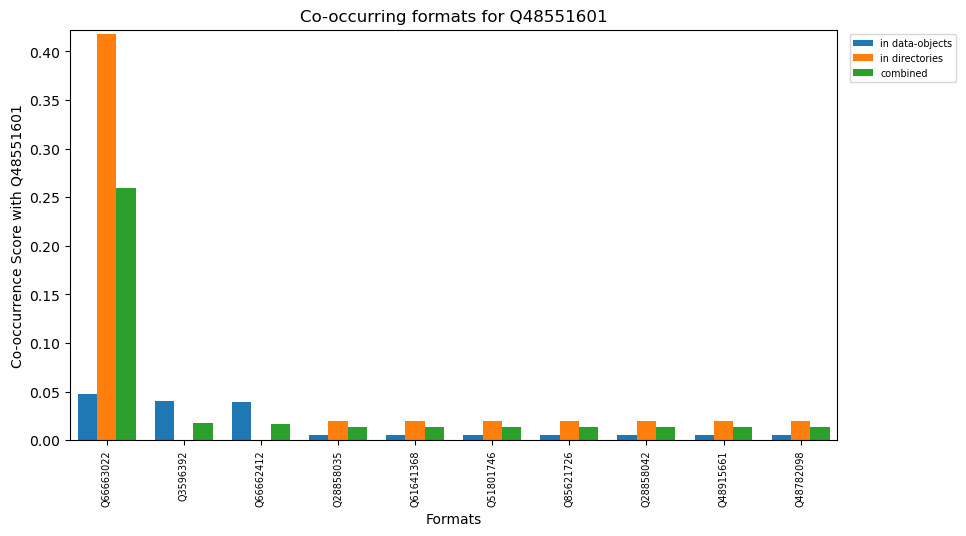 Co-occurring formats for Q48551601
in data-objects
in directories
combined
Co-occurrence Score with Q48551601
0.40
0.35
0.30
0.25
0.20
0.15
0.10
0.05
0.00
Q66663022
Q3596392
Q66662412
Q28858035
Q61641368
Q51801746
Q85621726
Q28858042
Q48915661
Q48782098
Formats